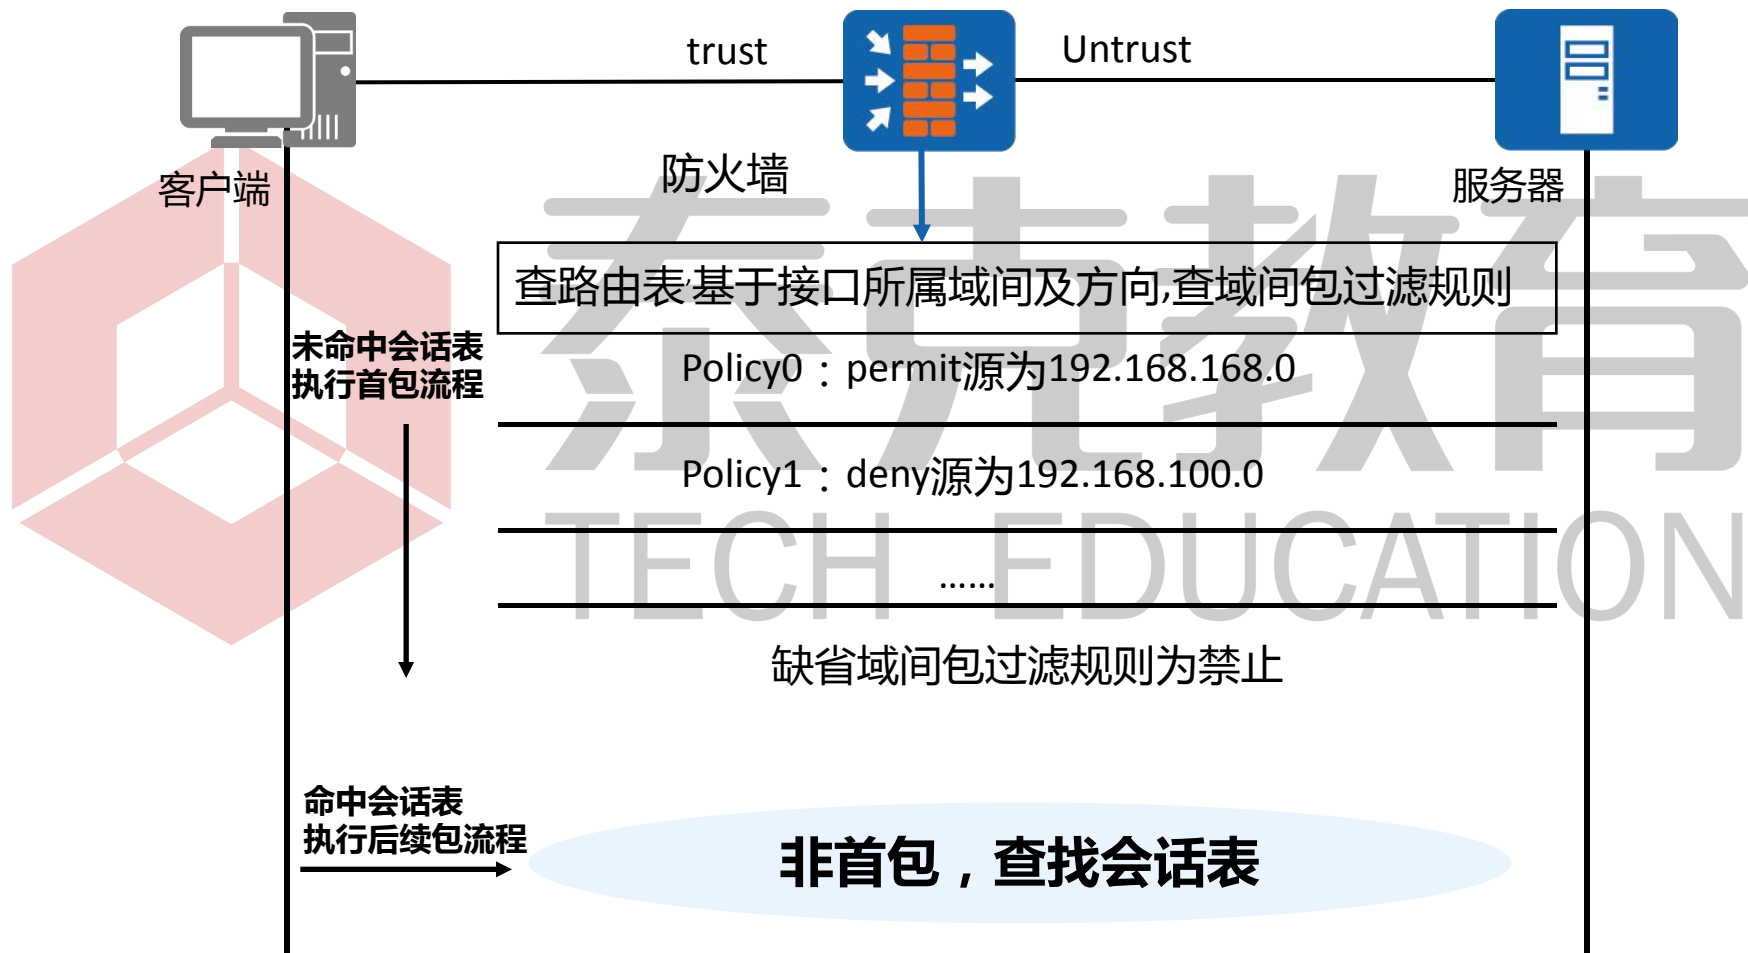 trust
Untrust
客户端
防火墙
服务器
查路由表,基于接口所属域间及方向,查域间包过滤规则
未命中会话表
执行首包流程
Policy0：permit源为192.168.168.0
Policy1：deny源为192.168.100.0
……
缺省域间包过滤规则为禁止
命中会话表
执行后续包流程
非首包，查找会话表
泰克教育
TECH EDUCATION